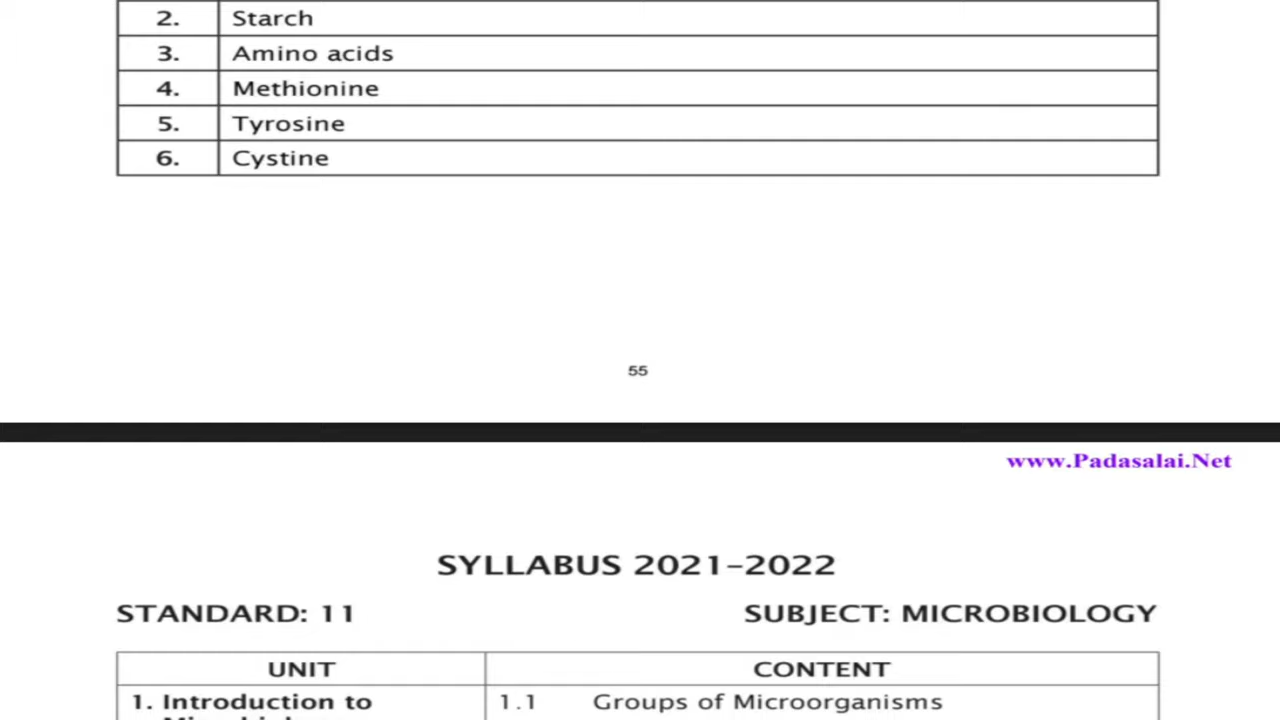 2. Starch
3. Amino acids
4. Methionine
5. Tyrosine
6. Cystine
55
www.Padasalai.Net
SYLLABUS 2021-2022
STANDARD: 11 SUBJECT: MICROBIOLOGY
UNIT CONTENT
1. Introduction to 1.1 Groups of Microorganisms